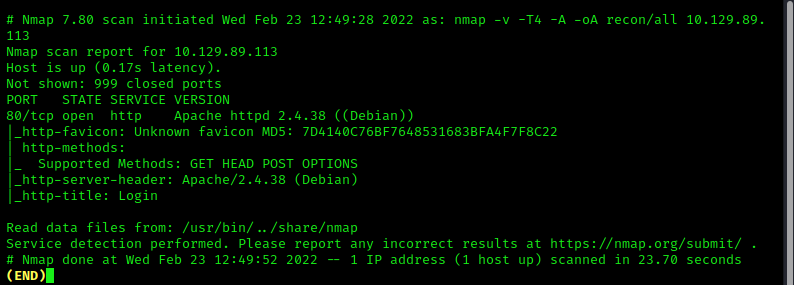 # Nmap 7.80 scan initiated Wed Feb 23 12:49:28 2022 as: nmap -v -T4 -A -oA recon/all 10.129.89.
113
Nmap scan report for 10.129.89.113
Host is up (0.17s latency).
Not shown: 999 closed ports
PORT   STATE SERVICE VERSION
80/tcp open  http    Apache httpd 2.4.38 ((Debian))
|_http-favicon: Unknown favicon MD5: 7D4140C76BF7648531683BFA4F7F8C22
| http-methods:
|_  Supported Methods: GET HEAD POST OPTIONS
|_http-server-header: Apache/2.4.38 (Debian)
|_http-title: Login

Read data files from: /usr/bin/../share/nmap
Service detection performed. Please report any incorrect results at https://nmap.org/submit/ .
# Nmap done at Wed Feb 23 12:49:52 2022 -- 1 IP address (1 host up) scanned in 23.70 seconds
(END)